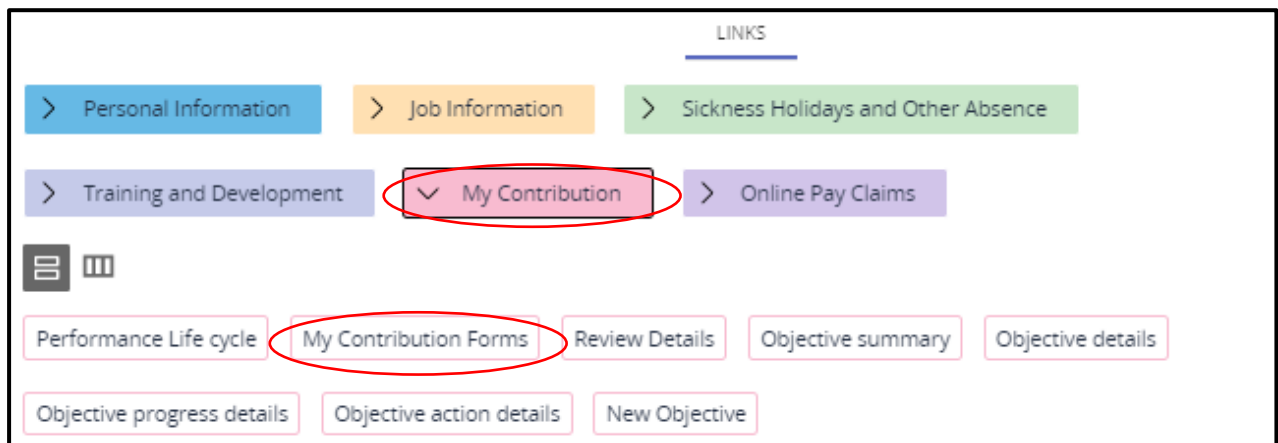 LINKS
Personal Information Job Information Sickness Holidays and Other Absence
Training and Development My Contribution Online Pay Claims
Performance Life cycle My Contribution Forms Review Details Objective summary Objective details
Objective progress details Objective action details New Objective